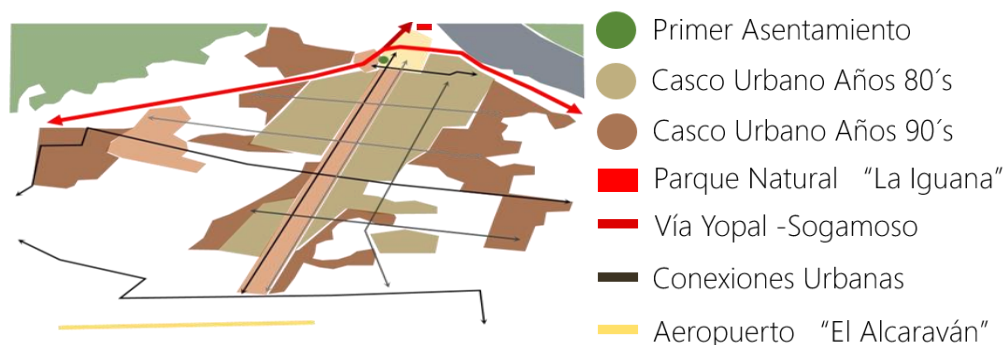 Primer Asentamiento
Casco Urbano Años 80´s
Casco Urbano Años 90´s
Parque Natural “La Iguana”
Vía Yopal -Sogamoso
Conexiones Urbanas
Aeropuerto “El Alcaraván”